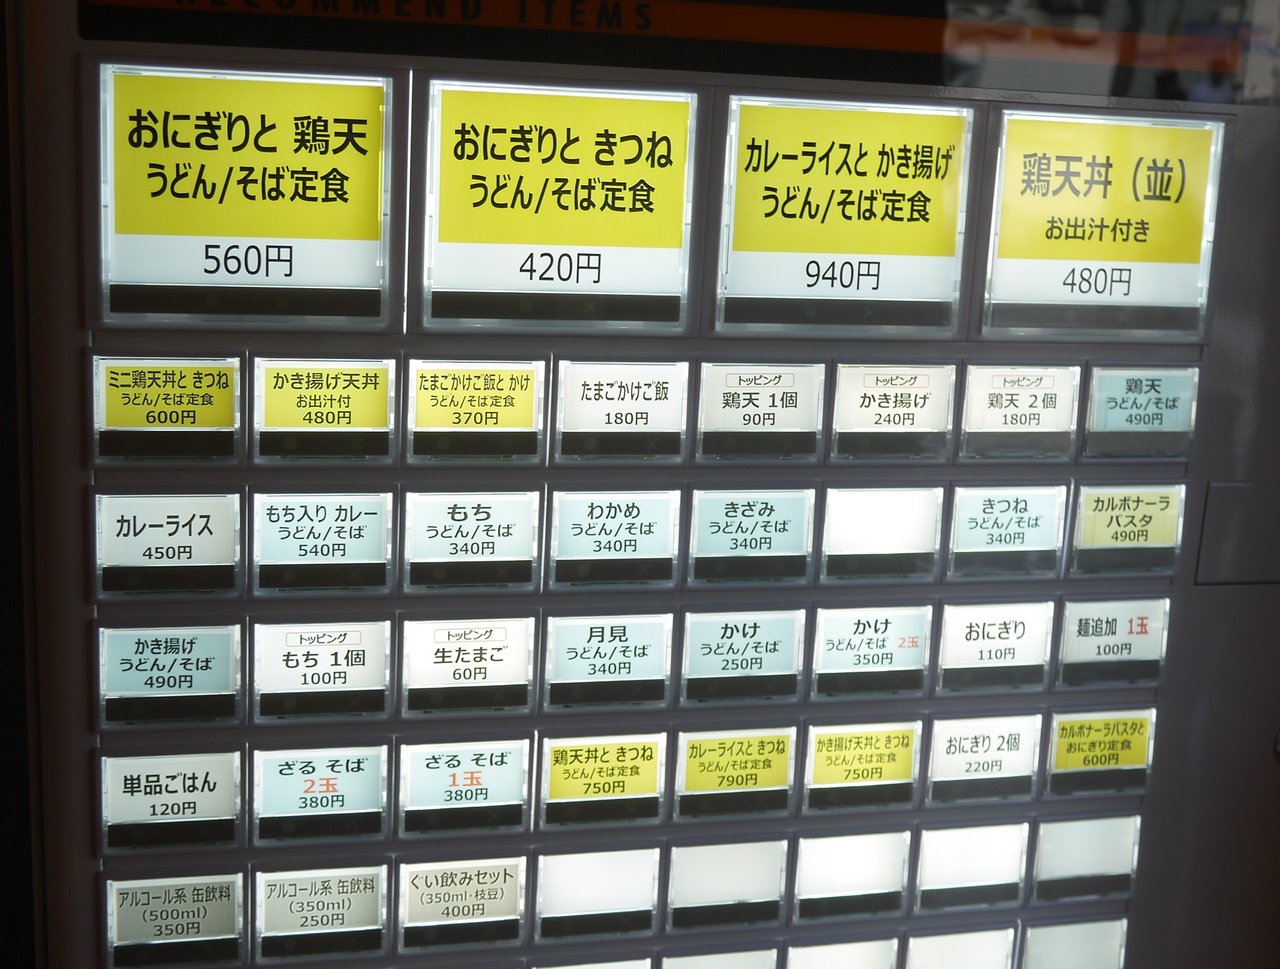 RECOMMEND ITEMS
おにぎりと 鶏天
うどん/そば定食
560円
おにぎりと きつね
うどん/そば定食
420円
カレーライスと かき揚げ
うどん/そば定食
940円
鶏天丼（並）
お出汁付き
480円
ミニ鶏天丼と きつね
うどん/そば定食
600円
かき揚げ天丼
お出汁付
480円
たまごかけご飯と かけ
うどん/そば定食
370円
たまごかけご飯
180円
トッピング
鶏天 1個
90円
トッピング
かき揚げ
240円
トッピング
鶏天 2個
180円
鶏天
うどん/そば
490円
カレーライス
450円
もち入り カレー
うどん/そば
540円
もち
うどん/そば
340円
わかめ
うどん/そば
340円
きざみ
うどん/そば
340円
きつね
うどん/そば
340円
カルボナーラ
パスタ
490円
かき揚げ
うどん/そば
490円
トッピング
もち 1個
100円
トッピング
生たまご
60円
月見
うどん/そば
340円
かけ
うどん/そば
250円
かけ
うどん/そば 2玉
350円
おにぎり
110円
麺追加 1玉
100円
単品ごはん
120円
ざる そば
2玉
380円
ざる そば
1玉
380円
鶏天丼と きつね
うどん/そば定食
750円
カレーライスと きつね
うどん/そば定食
790円
かき揚げ天丼と きつね
うどん/そば定食
750円
おにぎり 2個
220円
カルボナーラパスタと
おにぎり定食
600円
アルコール系 缶飲料
(500ml)
350円
アルコール系 缶飲料
(350ml)
250円
ぐい飲みセット
(350ml・枝豆)
400円